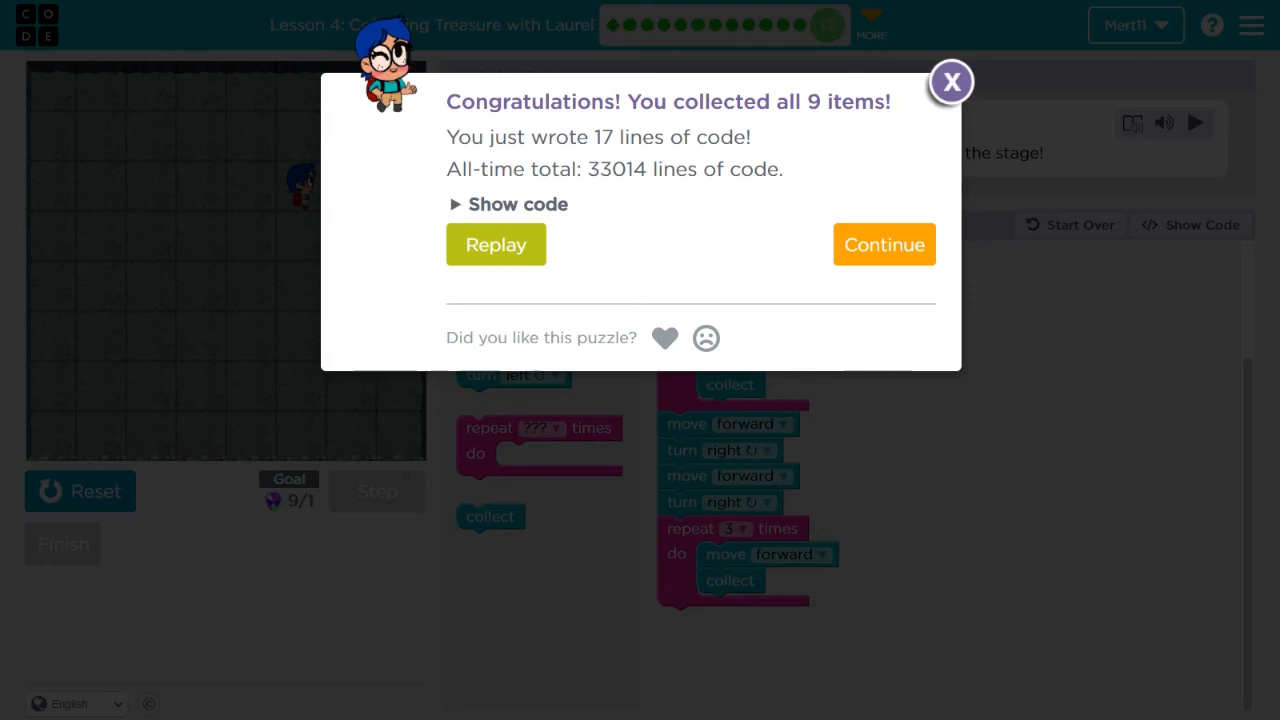 C O
D E
Lesson 4: Co ing Treasure with Laurel
12
MORE
Mert11
?
X
Congratulations! You collected all 9 items!
You just wrote 17 lines of code!
All-time total: 33014 lines of code.
Show code
Replay
Continue
Did you like this puzzle?
the stage!
Start Over
</> Show Code
turn left
repeat ??? times
do
collect
collect
move forward
turn right
move forward
turn right
repeat 3 times
do move forward
collect
Reset
Goal
9/1
Step
Finish
English
©